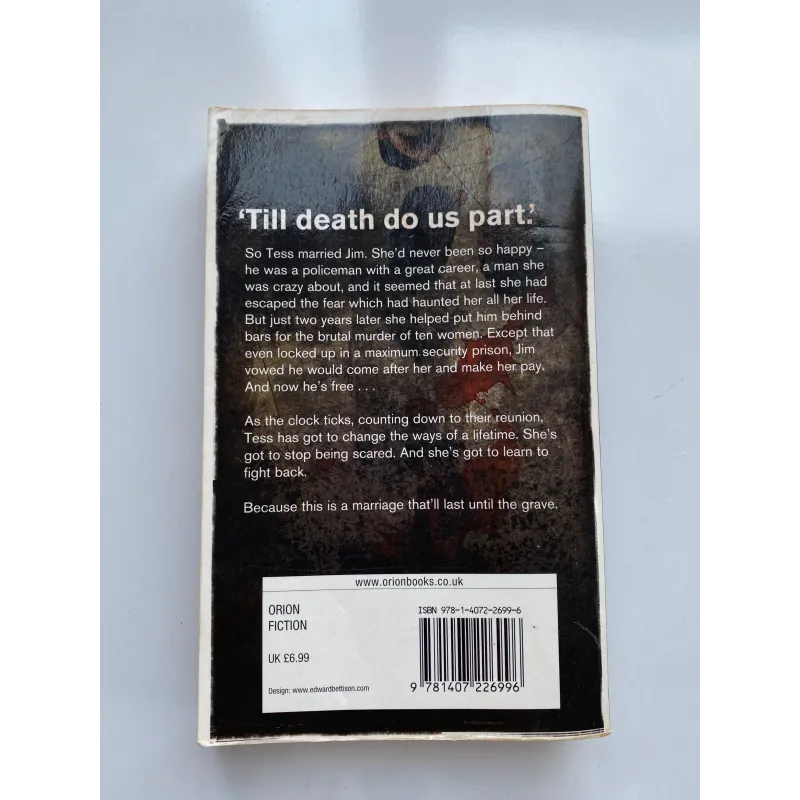 ‘Till death do us part.’
So Tess married Jim. She’d never been so happy –
he was a policeman with a great career, a man she
was crazy about, and it seemed that at last she had
escaped the fear which had haunted her all her life.
But just two years later she helped put him behind
bars for the brutal murder of ten women. Except that
even locked up in a maximum security prison, Jim
vowed he would come after her and make her pay.
And now he’s free . . .
As the clock ticks, counting down to their reunion,
Tess has got to change the ways of a lifetime. She’s
got to stop being scared. And she’s got to learn to
fight back.
Because this is a marriage that’ll last until the grave.
www.orionbooks.co.uk
ORION
FICTION
UK £6.99
Design: www.edwardbettison.com
ISBN 978-1-4072-2699-6
9 781407 226996